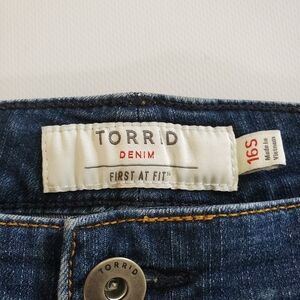 TORRID
DENIM
FIRST AT FIT™
16S
Made in
Vietnam
TORRID